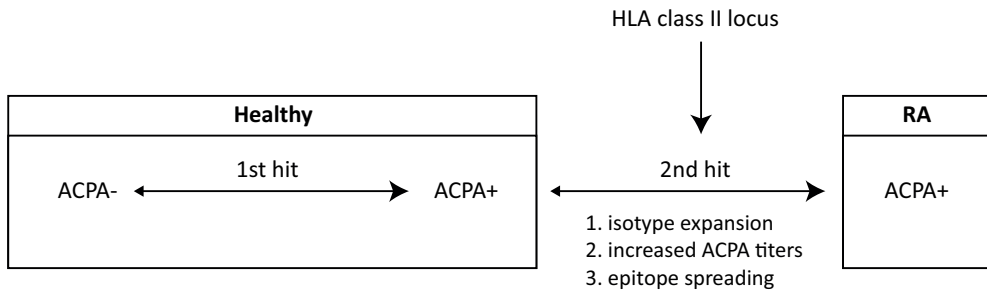 HLA class II locus
Healthy
RA
ACPA-
1st hit
ACPA+
2nd hit
ACPA+
1. isotype expansion
2. increased ACPA titers
3. epitope spreading